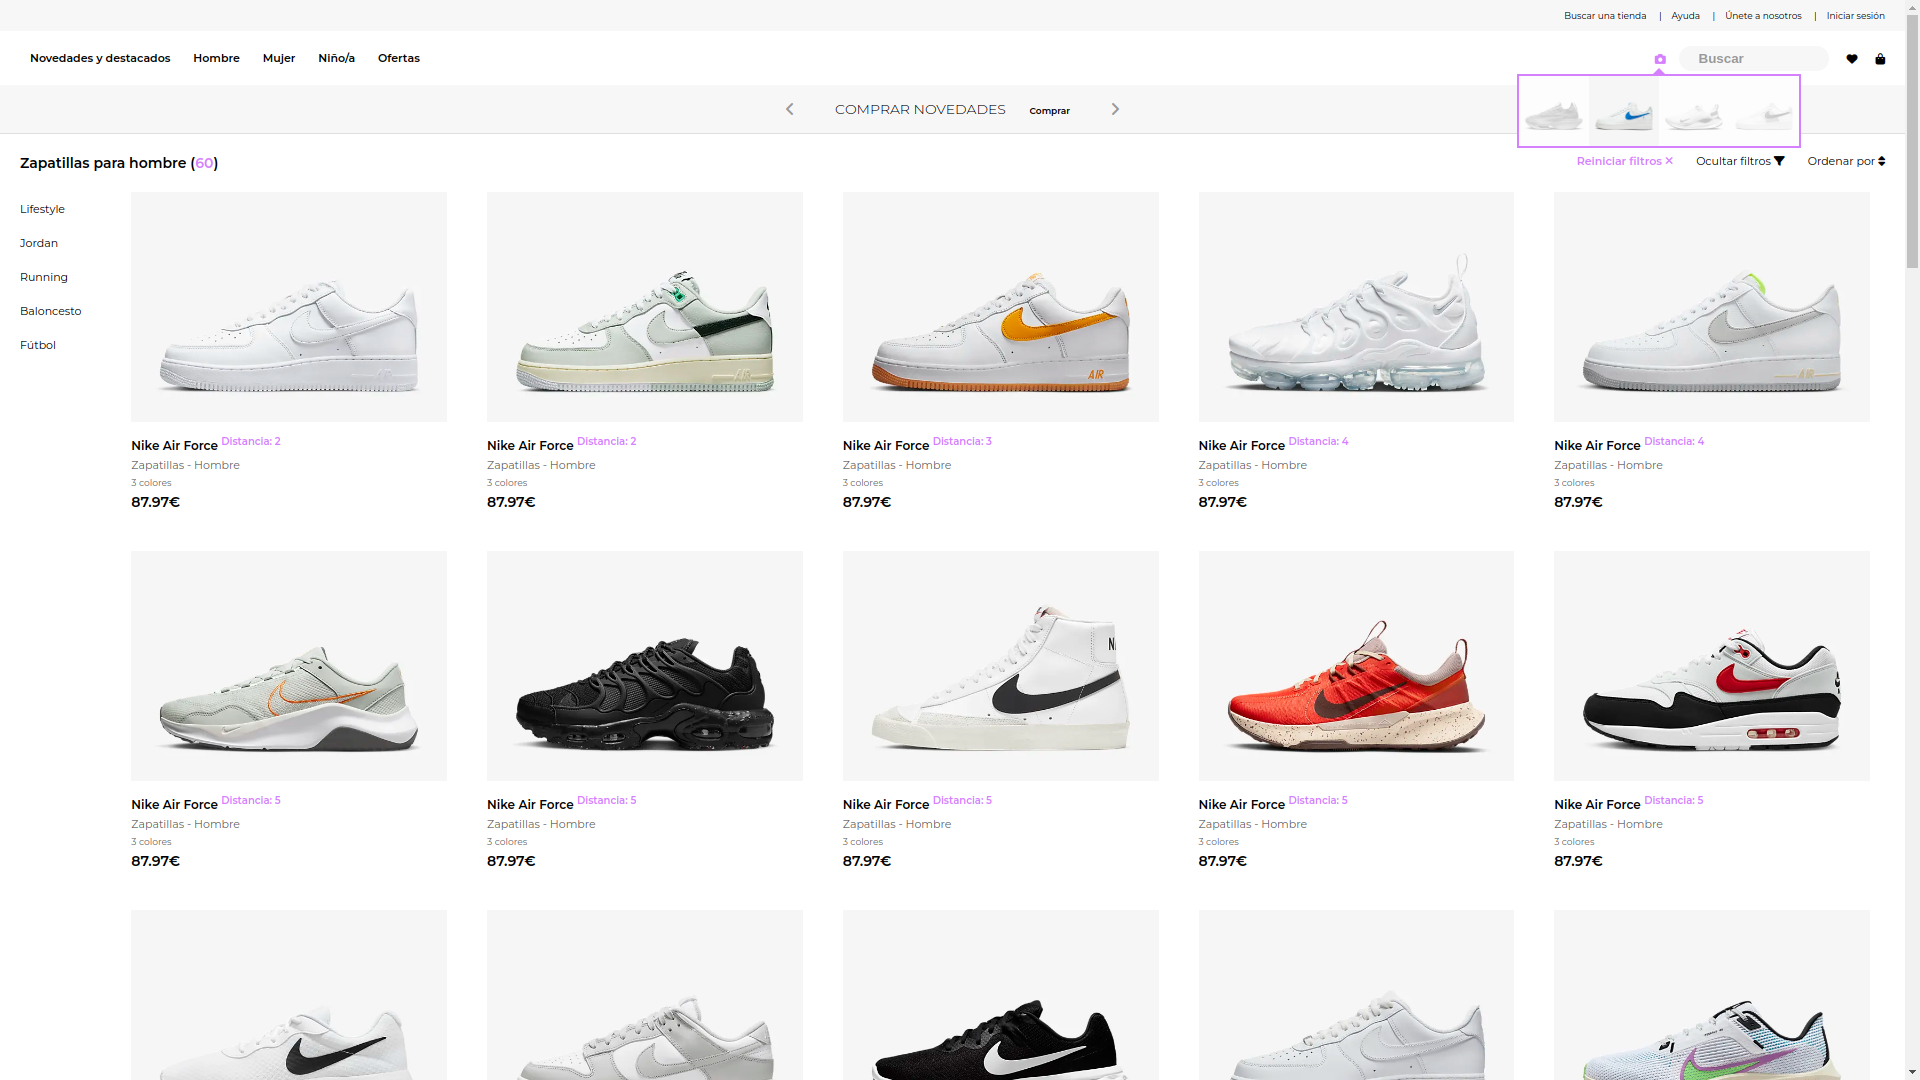 Buscar una tienda | Ayuda | Únete a nosotros | Iniciar sesión
Novedades y destacados Hombre Mujer Niño/a Ofertas Buscar
COMPRAR NOVEDADES Comprar
Zapatillas para hombre (60) Reiniciar filtros ✕ Ocultar filtros Ordenar por
Lifestyle
Jordan
Running
Baloncesto
Fútbol
AIR
Nike Air Force Distancia: 2
Zapatillas - Hombre
3 colores
87.97€
Nike Air Force Distancia: 2
Zapatillas - Hombre
3 colores
87.97€
Nike Air Force Distancia: 3
Zapatillas - Hombre
3 colores
87.97€
Nike Air Force Distancia: 4
Zapatillas - Hombre
3 colores
87.97€
Nike Air Force Distancia: 4
Zapatillas - Hombre
3 colores
87.97€
Nike Air Force Distancia: 5
Zapatillas - Hombre
3 colores
87.97€
Nike Air Force Distancia: 5
Zapatillas - Hombre
3 colores
87.97€
Nike Air Force Distancia: 5
Zapatillas - Hombre
3 colores
87.97€
Nike Air Force Distancia: 5
Zapatillas - Hombre
3 colores
87.97€
Nike Air Force Distancia: 5
Zapatillas - Hombre
3 colores
87.97€